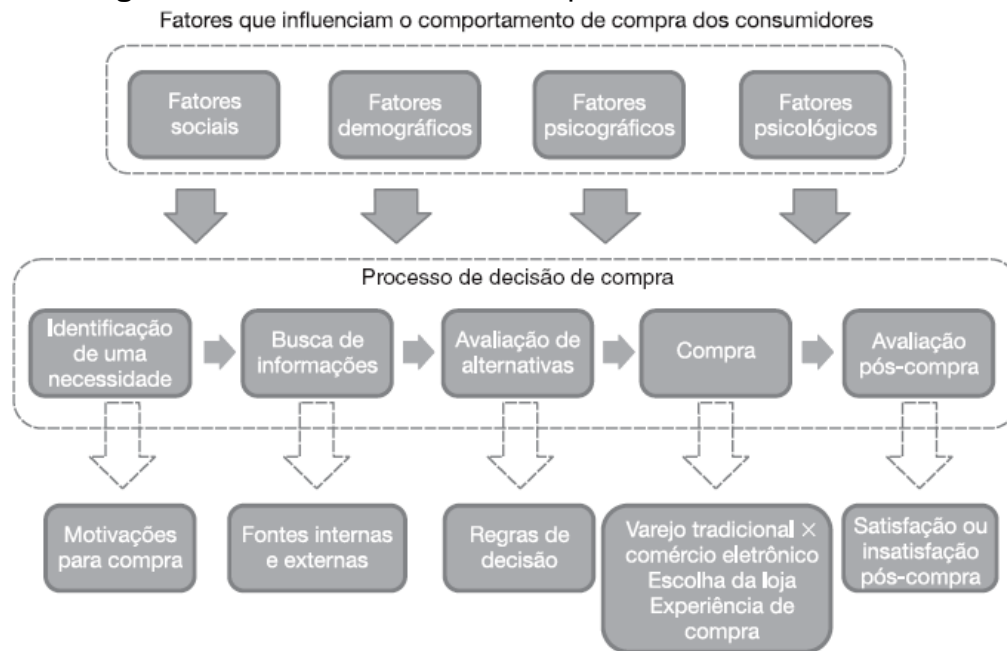 Fatores que influenciam o comportamento de compra dos consumidores
Fatores
sociais
Fatores
demográficos
Fatores
psicográficos
Fatores
psicológicos
Processo de decisão de compra
Identificação
de uma
necessidade
Busca de
informações
Avaliação de
alternativas
Compra
Avaliação
pós-compra
Motivações
para compra
Fontes internas
e externas
Regras de
decisão
Varejo tradicional ×
comércio eletrônico
Escolha da loja
Experiência de
compra
Satisfação ou
insatisfação
pós-compra